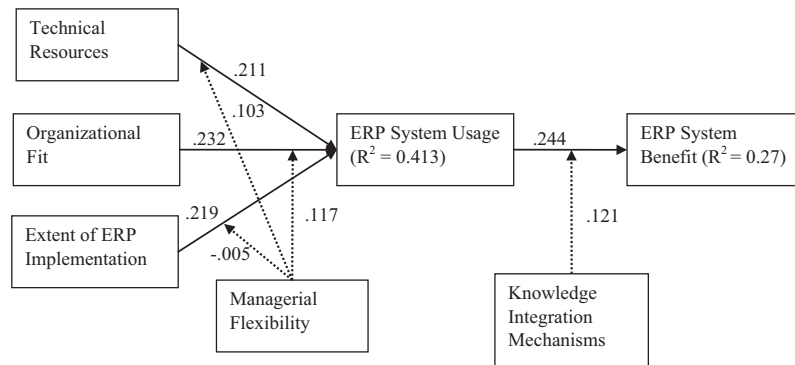 Technical
Resources
.211
.103
Organizational
Fit
.232
ERP System Usage
(R² = 0.413)
.244
ERP System
Benefit (R² = 0.27)
.219
.117
.121
Extent of ERP
Implementation
-.005
Managerial
Flexibility
Knowledge
Integration
Mechanisms